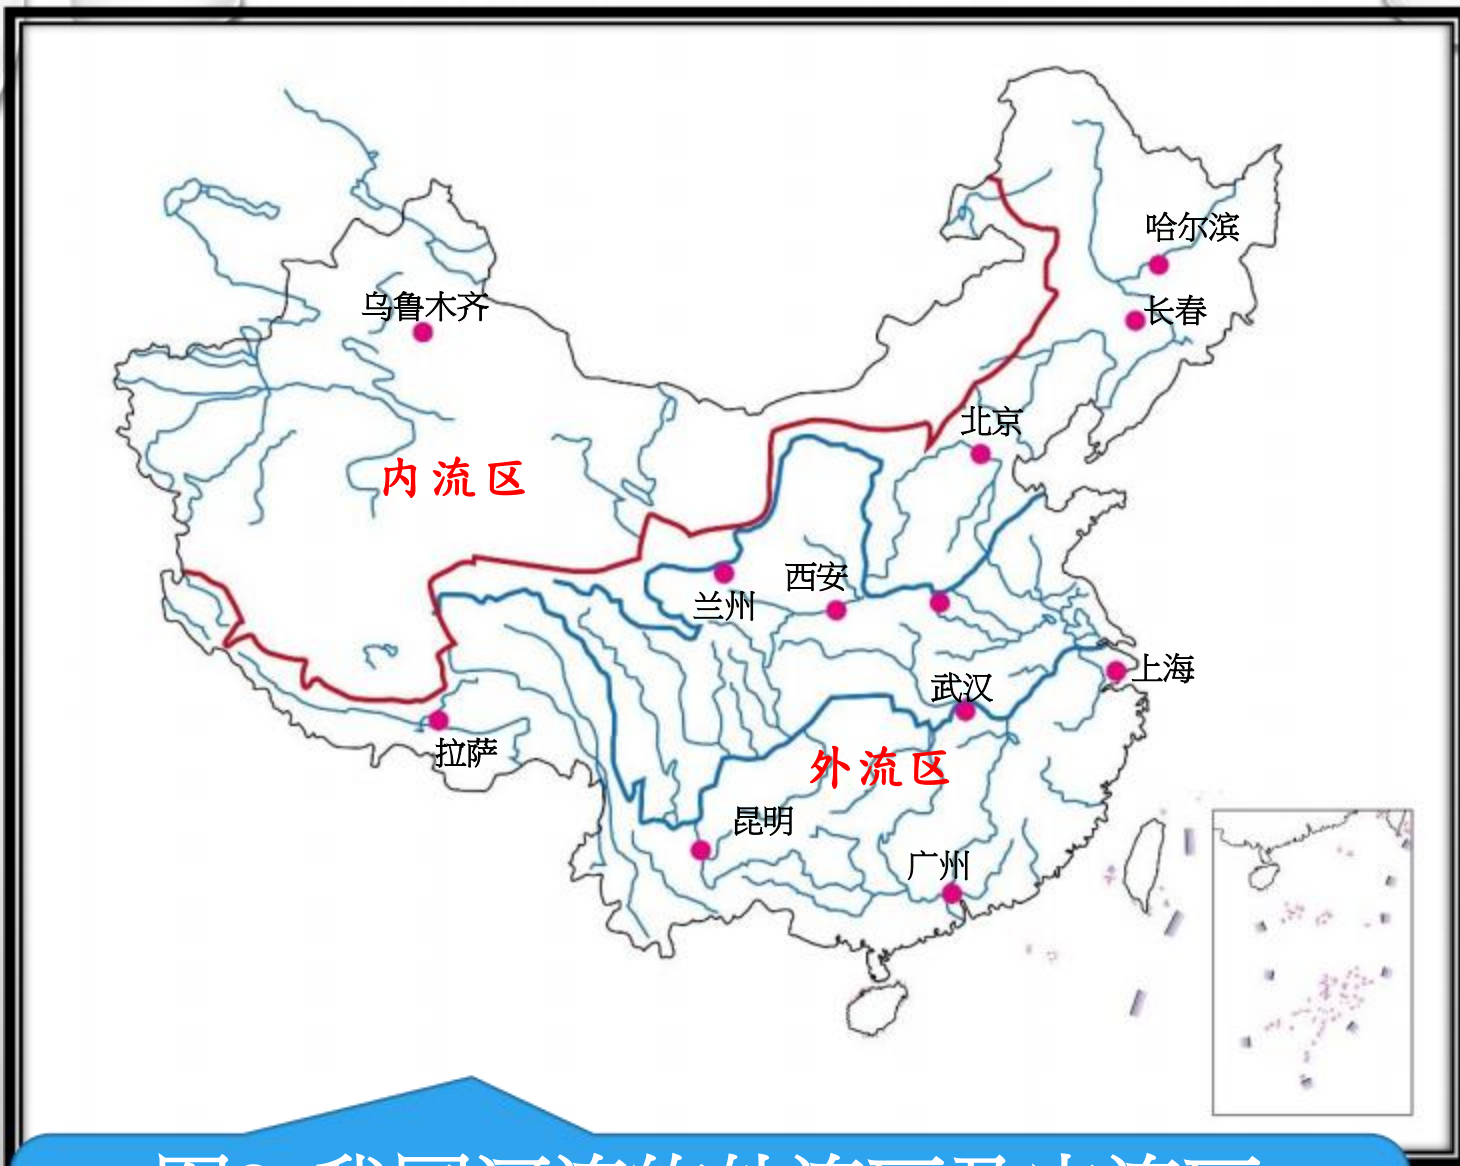 哈尔滨
乌鲁木齐
长春
北京
内流区
西安
兰州
上海
武汉
拉萨
外流区
昆明
广州